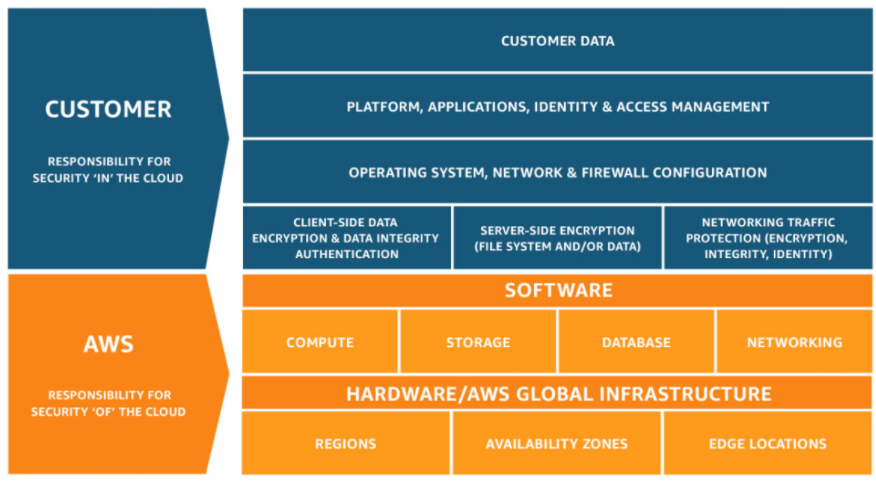 CUSTOMER
RESPONSIBILITY FOR
SECURITY ‘IN’ THE CLOUD
CUSTOMER DATA
PLATFORM, APPLICATIONS, IDENTITY & ACCESS MANAGEMENT
OPERATING SYSTEM, NETWORK & FIREWALL CONFIGURATION
CLIENT-SIDE DATA
ENCRYPTION & DATA INTEGRITY
AUTHENTICATION
SERVER-SIDE ENCRYPTION
(FILE SYSTEM AND/OR DATA)
NETWORKING TRAFFIC
PROTECTION (ENCRYPTION,
INTEGRITY, IDENTITY)
AWS
RESPONSIBILITY FOR
SECURITY ‘OF’ THE CLOUD
SOFTWARE
COMPUTE
STORAGE
DATABASE
NETWORKING
HARDWARE/AWS GLOBAL INFRASTRUCTURE
REGIONS
AVAILABILITY ZONES
EDGE LOCATIONS